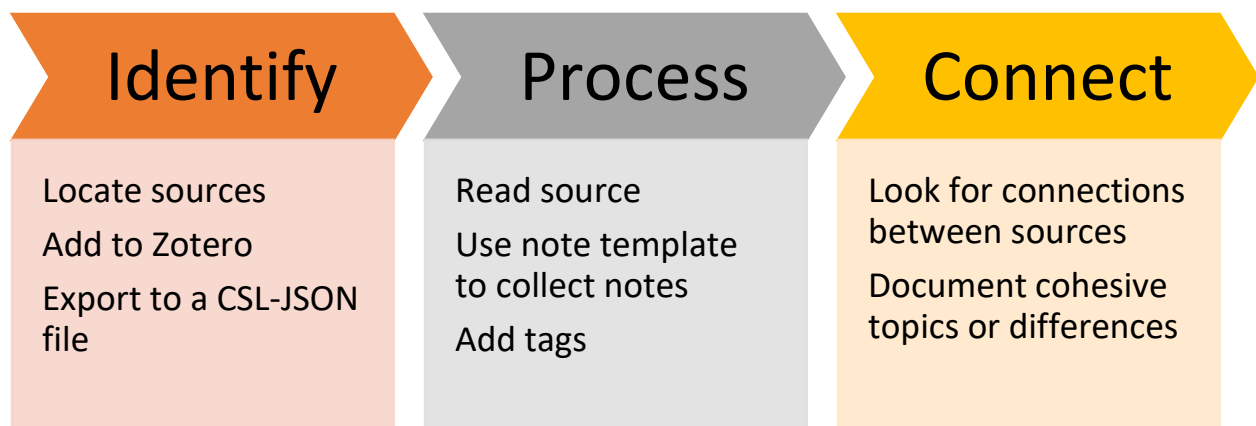 Identify
Locate sources
Add to Zotero
Export to a CSL-JSON
file
Process
Read source
Use note template
to collect notes
Add tags
Connect
Look for connections
between sources
Document cohesive
topics or differences